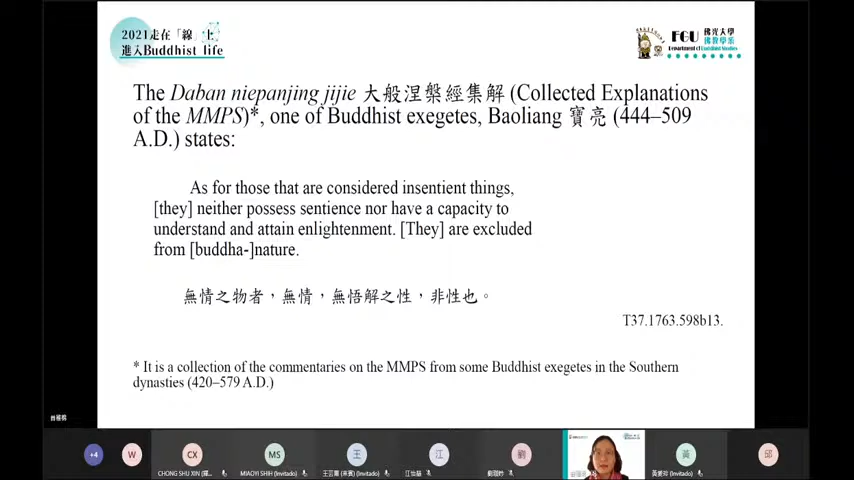 2021走在「線」上
進入Buddhist life
FGU 佛光大學
佛教學系
Department of Buddhist Studies
The Daban niepanjing jijie 大般涅槃經集解 (Collected Explanations
of the MMPS)*, one of Buddhist exegetes, Baoliang 寶亮 (444–509
A.D.) states:
As for those that are considered insentient things,
[they] neither possess sentience nor have a capacity to
understand and attain enlightenment. [They] are excluded
from [buddha-]nature.
無情之物者，無情，無悟解之性，非性也。
T37.1763.598b13.
* It is a collection of the commentaries on the MMPS from some Buddhist exegetes in the Southern
dynasties (420–579 A.D.)
+4
W
CX
MS
王
江
劉
黃
邱
CHONG SHU XIN
MIAOYI SHIH (Invitado)
(Invitado)
(Invitado)